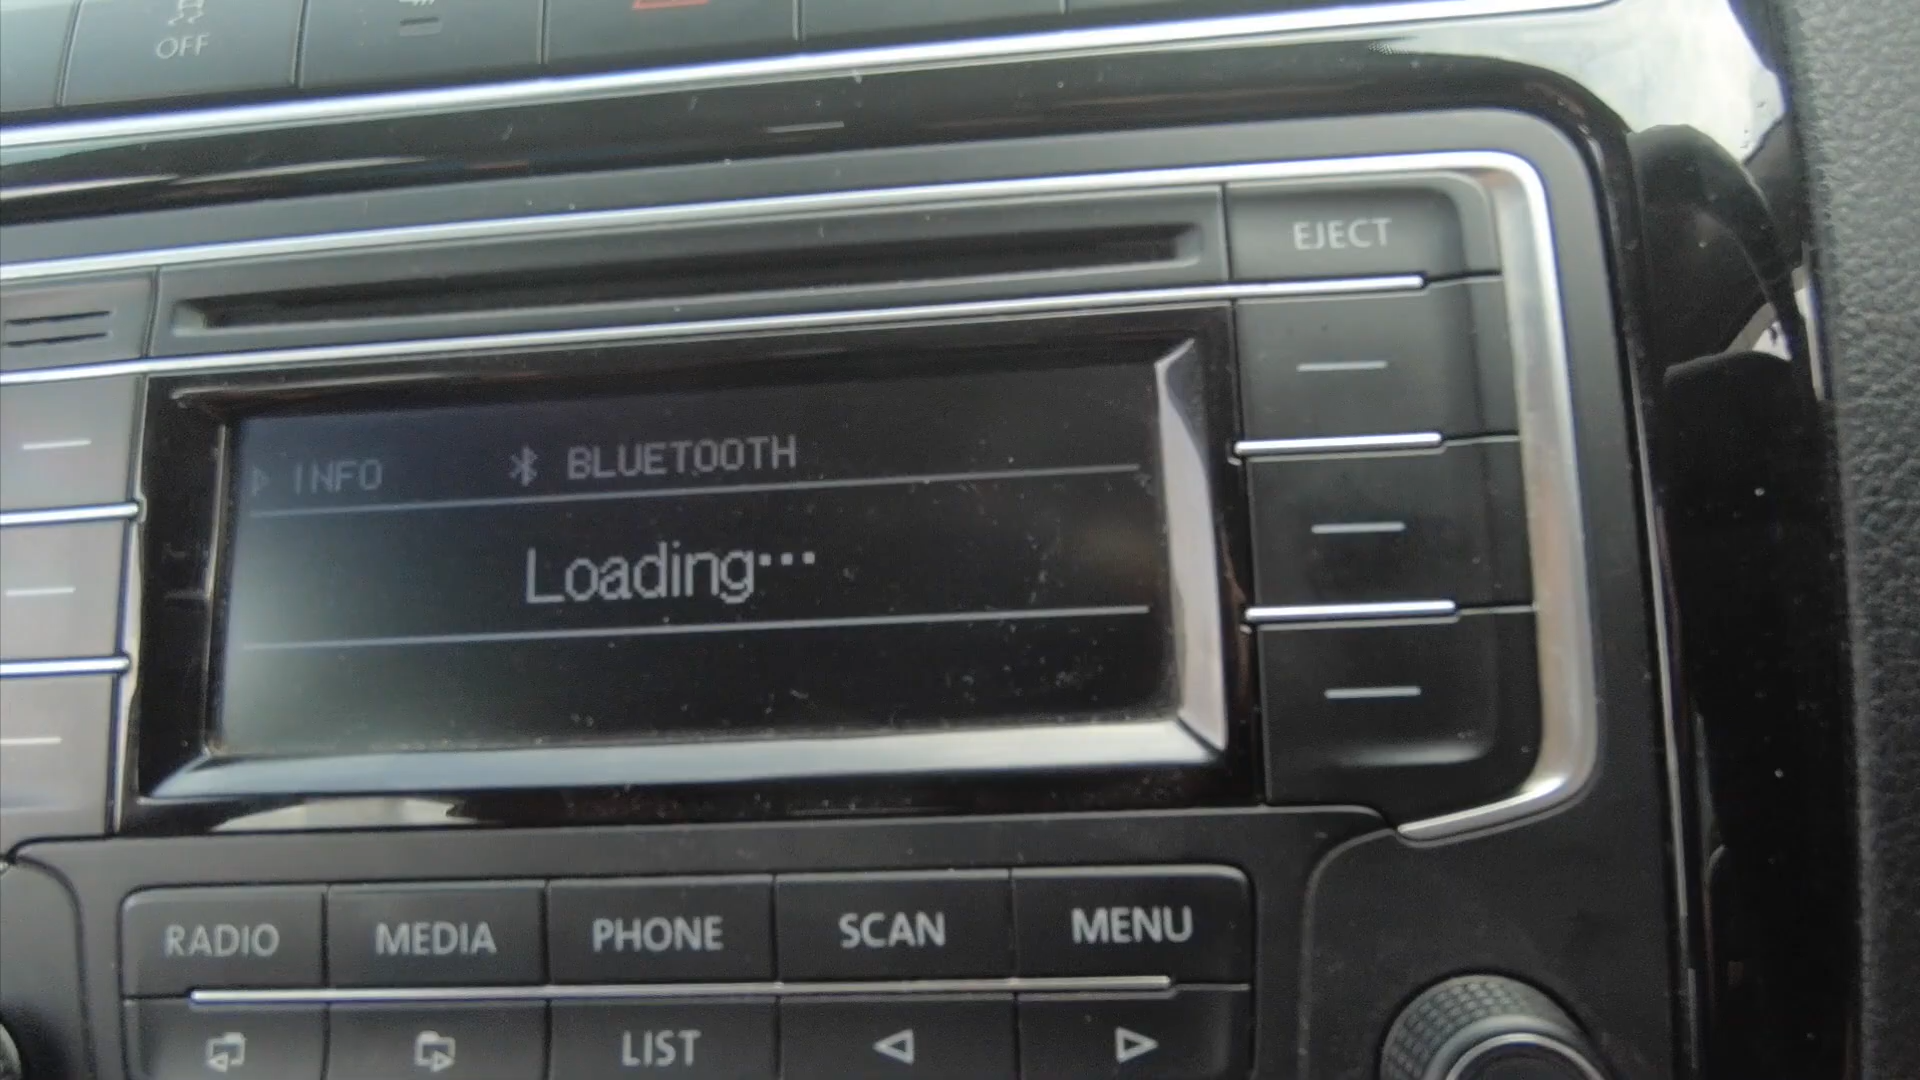 OFF
EJECT
INFO BLUETOOTH
Loading...
RADIO MEDIA PHONE SCAN MENU
LIST